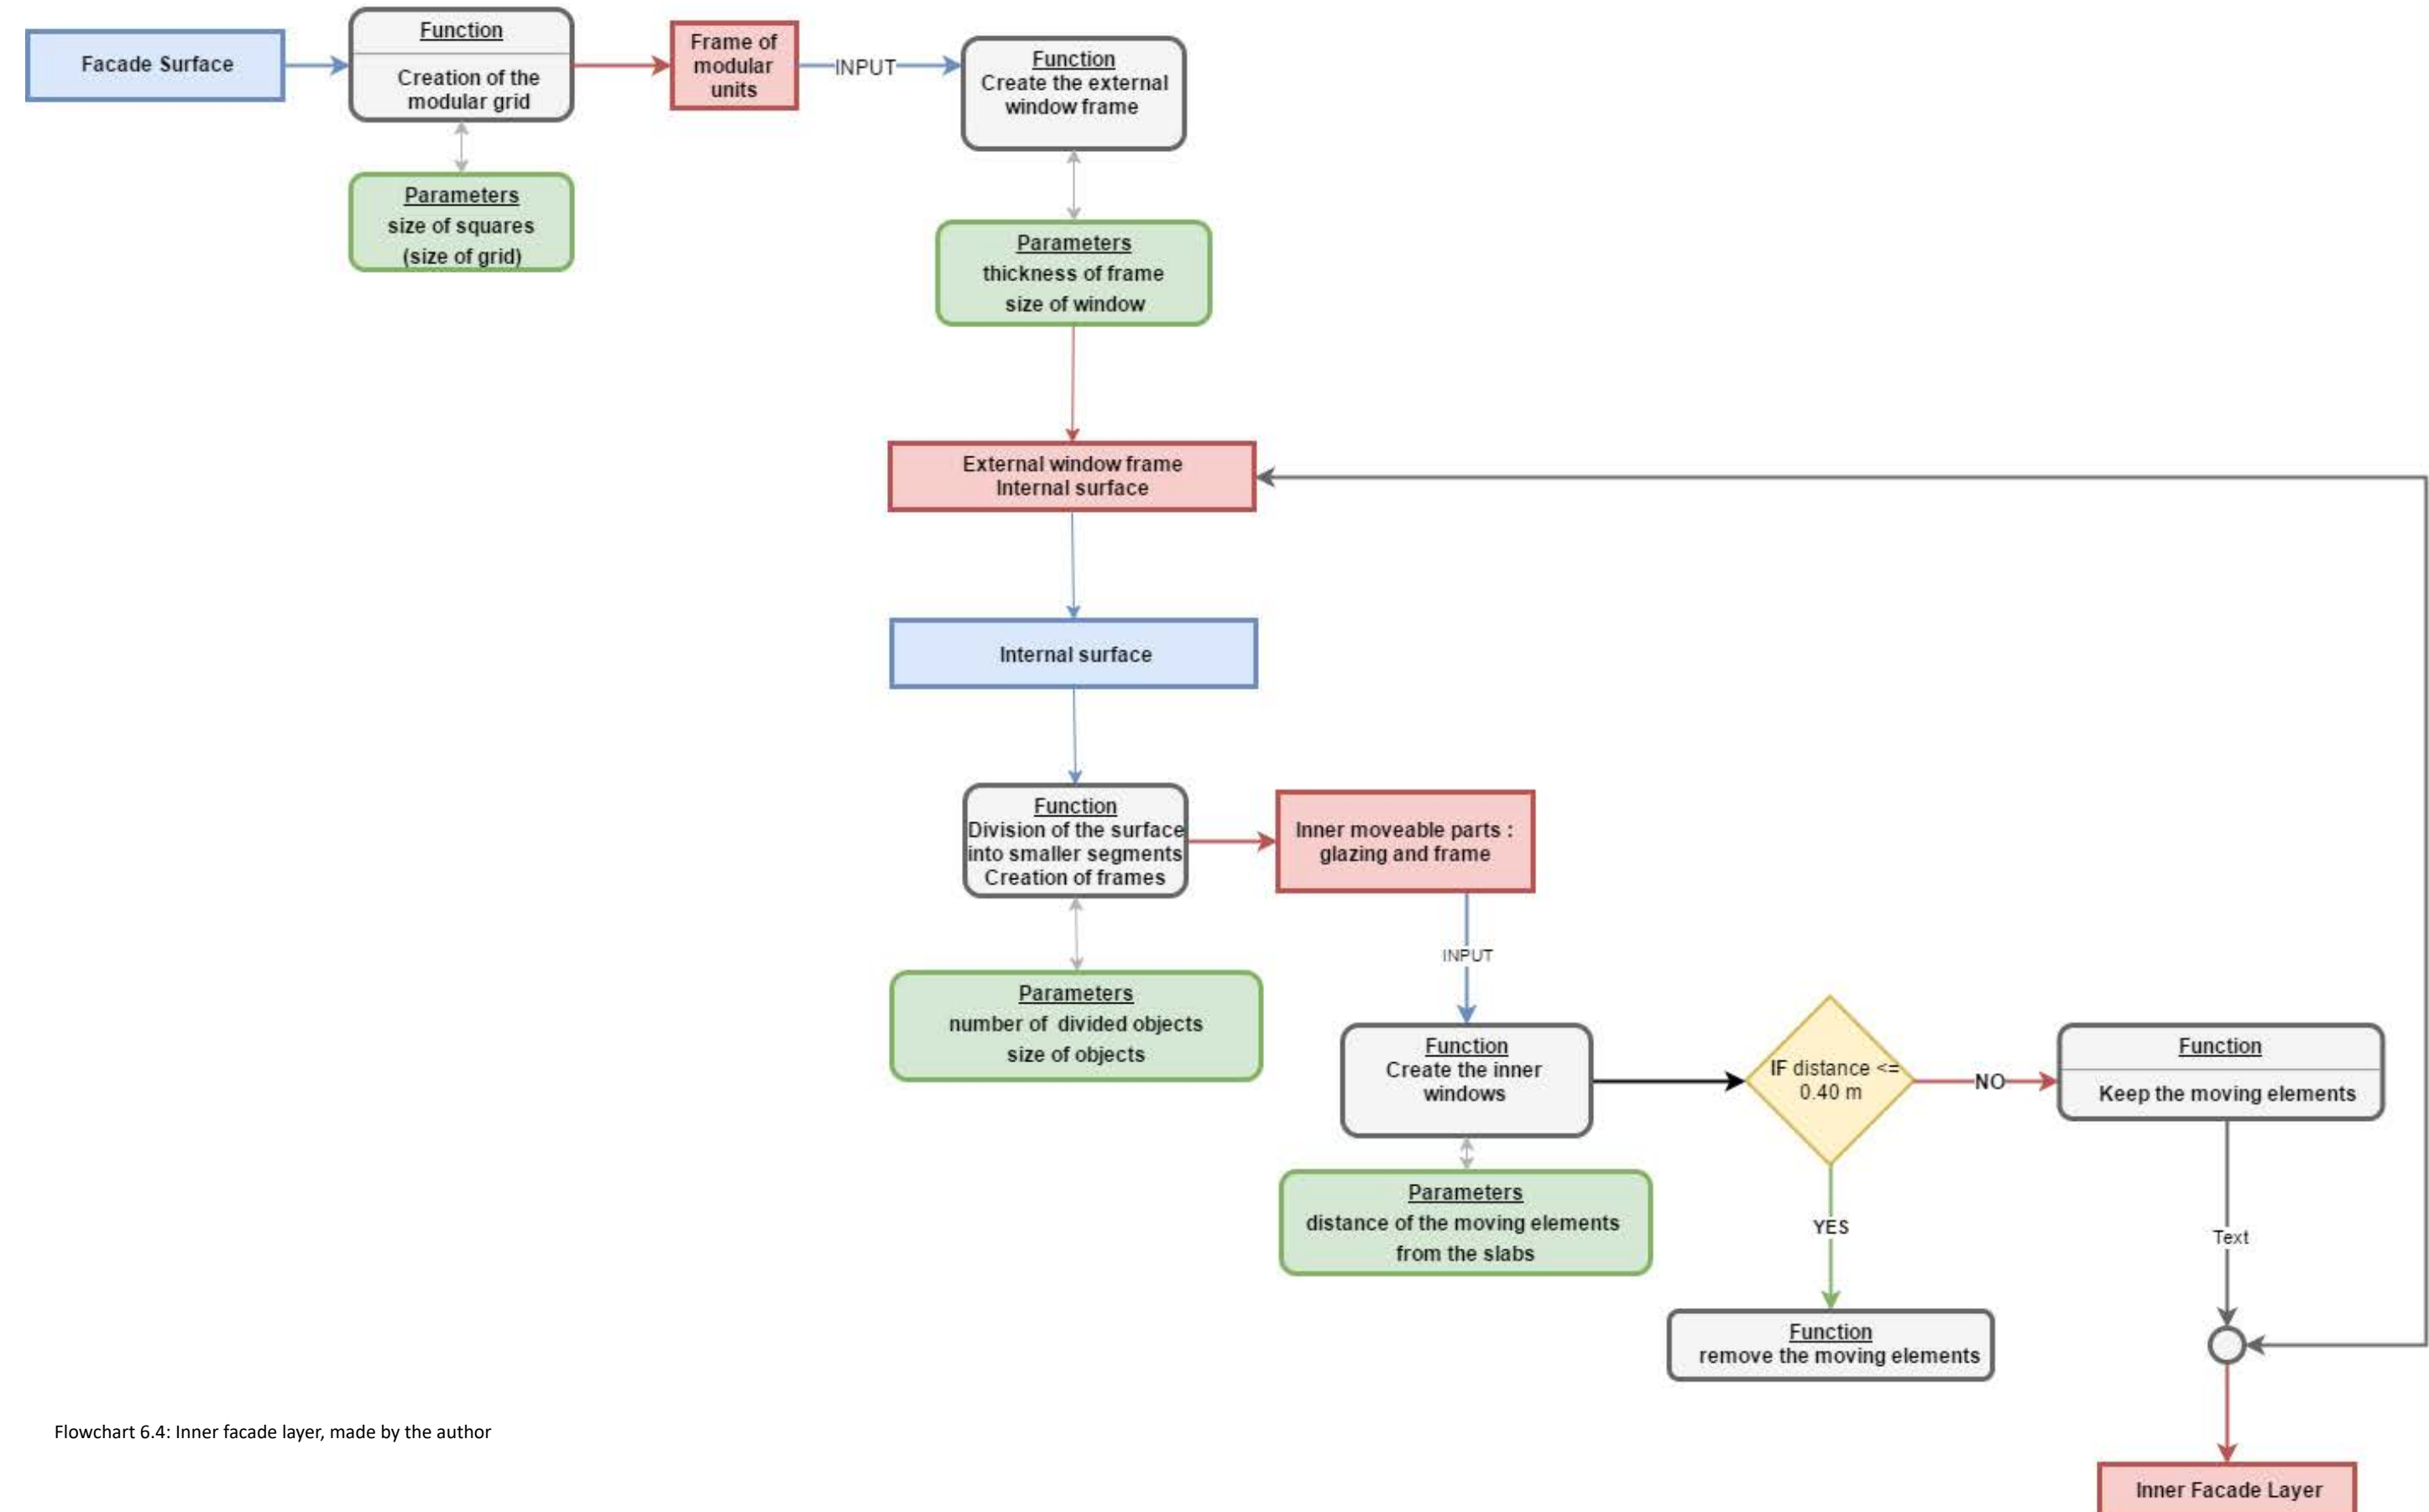 Facade Surface
Function
Creation of the
modular grid
Frame of
modular
units
INPUT
Function
Create the external
window frame
Parameters
size of squares
(size of grid)
Parameters
thickness of frame
size of window
External window frame
Internal surface
Internal surface
Function
Division of the surface
into smaller segments
Creation of frames
Inner moveable parts :
glazing and frame
INPUT
Parameters
number of divided objects
size of objects
Function
Create the inner
windows
IF distance <=
0.40 m
NO
Function
Keep the moving elements
Parameters
distance of the moving elements
from the slabs
YES
Text
Function
remove the moving elements
Flowchart 6.4: Inner facade layer, made by the author
Inner Facade Layer